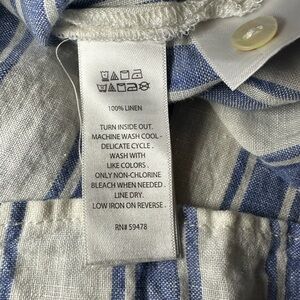 100% LINEN
TURN INSIDE OUT.
MACHINE WASH COOL -
DELICATE CYCLE.
WASH WITH
LIKE COLORS.
ONLY NON-CHLORINE
BLEACH WHEN NEEDED.
LINE DRY.
LOW IRON ON REVERSE.
RN# 59478